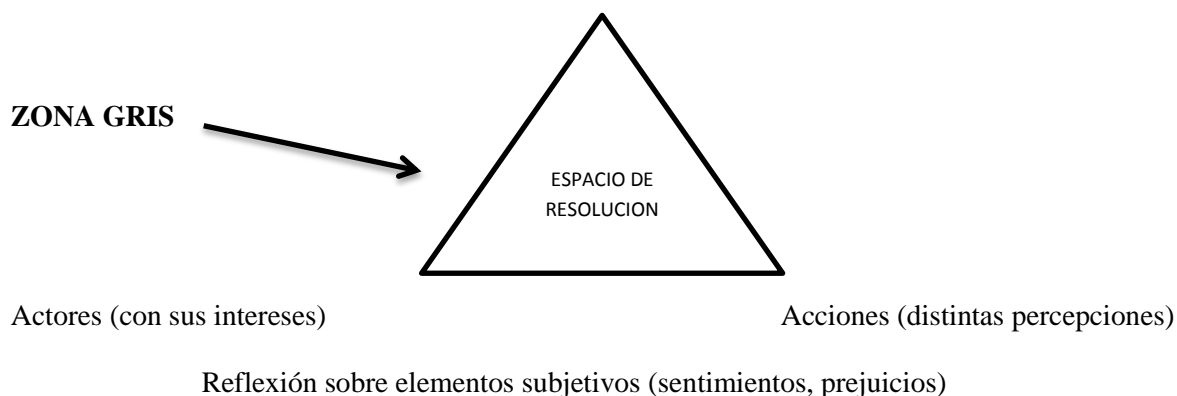 ZONA GRIS
ESPACIO DE
RESOLUCION
Actores (con sus intereses)
Acciones (distintas percepciones)
Reflexión sobre elementos subjetivos (sentimientos, prejuicios)